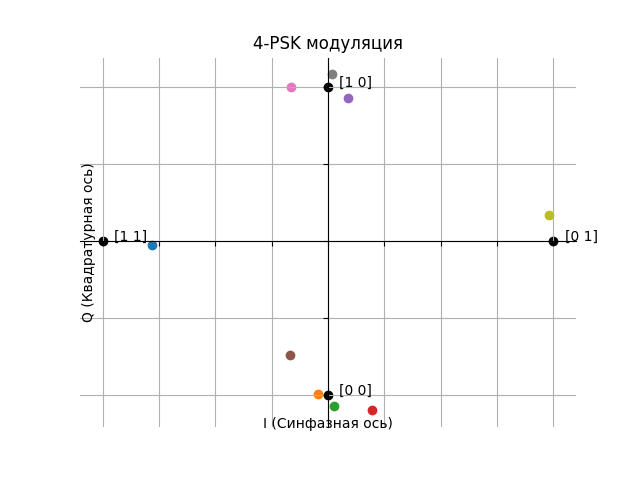 4-PSK модуляция
[1 0]
[1 1]
[0 1]
Q (Квадратурная ось)
[0 0]
I (Синфазная ось)